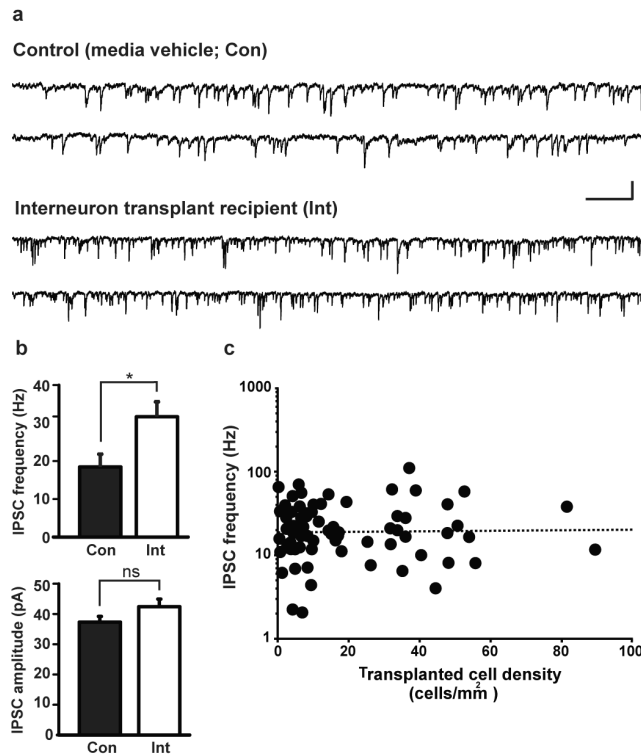 a
Control (media vehicle; Con)
Interneuron transplant recipient (Int)
b
IPSC frequency (Hz)
40
30
20
10
0
*
Con
Int
IPSC amplitude (pA)
50
40
30
20
10
0
ns
Con
Int
c
IPSC frequency (Hz)
1000
100
10
1
0
20
40
60
80
100
Transplanted cell density
(cells/mm²)